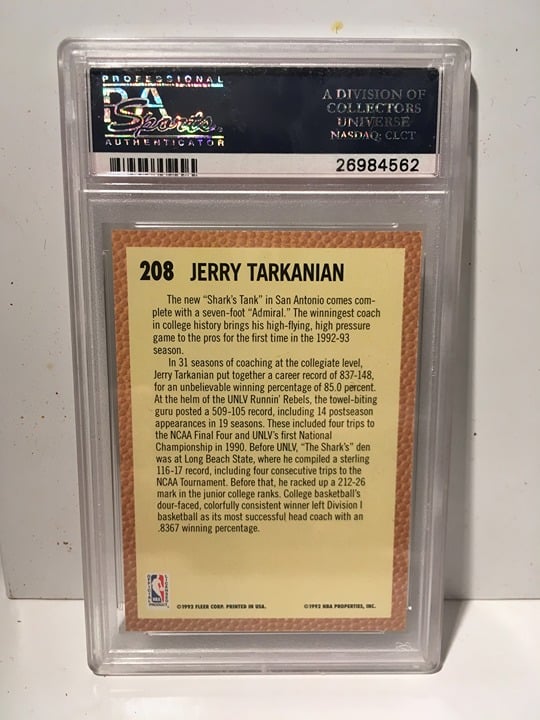 PROFESSIONAL
PSA
Sports
AUTHENTICATOR
A DIVISION OF
COLLECTORS
UNIVERSE
NASDAQ: CLCT
26984562
208 JERRY TARKANIAN
The new “Shark's Tank” in San Antonio comes com-
plete with a seven-foot “Admiral.” The winningest coach
in college history brings his high-flying, high pressure
game to the pros for the first time in the 1992-93
season.
In 31 seasons of coaching at the collegiate level,
Jerry Tarkanian put together a career record of 837-148,
for an unbelievable winning percentage of 85.0 percent.
At the helm of the UNLV Runnin' Rebels, the towel-biting
guru posted a 509-105 record, including 14 postseason
appearances in 19 seasons. These included four trips to
the NCAA Final Four and UNLV's first National
Championship in 1990. Before UNLV, “The Shark's” den
was at Long Beach State, where he compiled a sterling
116-17 record, including four consecutive trips to the
NCAA Tournament. Before that, he racked up a 212-26
mark in the junior college ranks. College basketball's
dour-faced, colorfully consistent winner left Division I
basketball as its most successful head coach with an
.8367 winning percentage.
NBA
©1992 FLEER CORP. PRINTED IN USA. ©1992 NBA PROPERTIES, INC.